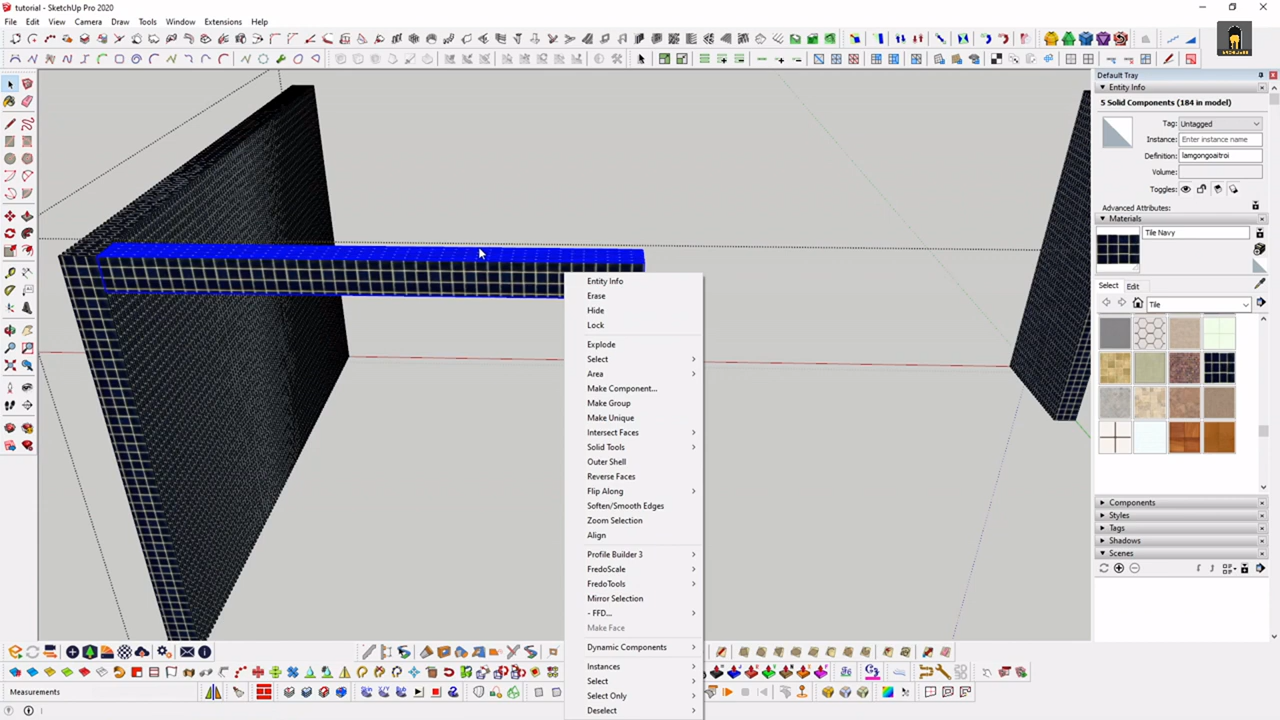 tutorial - SketchUp Pro 2020
File Edit View Camera Draw Tools Window Extensions Help
Default Tray
Entity Info
5 Solid Components (184 in model)
Tag: Untagged
Instance: Enter instance name
Definition: lamgongoaitroi
Volume:
Toggles:
Advanced Attributes:
Materials
Tile Navy
Select Edit
Tile
Components
Styles
Tags
Shadows
Scenes
Entity Info
Erase
Hide
Lock
Explode
Select
Area
Make Component...
Make Group
Make Unique
Intersect Faces
Solid Tools
Outer Shell
Reverse Faces
Flip Along
Soften/Smooth Edges
Zoom Selection
Align
Profile Builder 3
FredoScale
FredoTools
Mirror Selection
- FFD...
Make Face
Dynamic Components
Instances
Select
Select Only
Deselect
Measurements